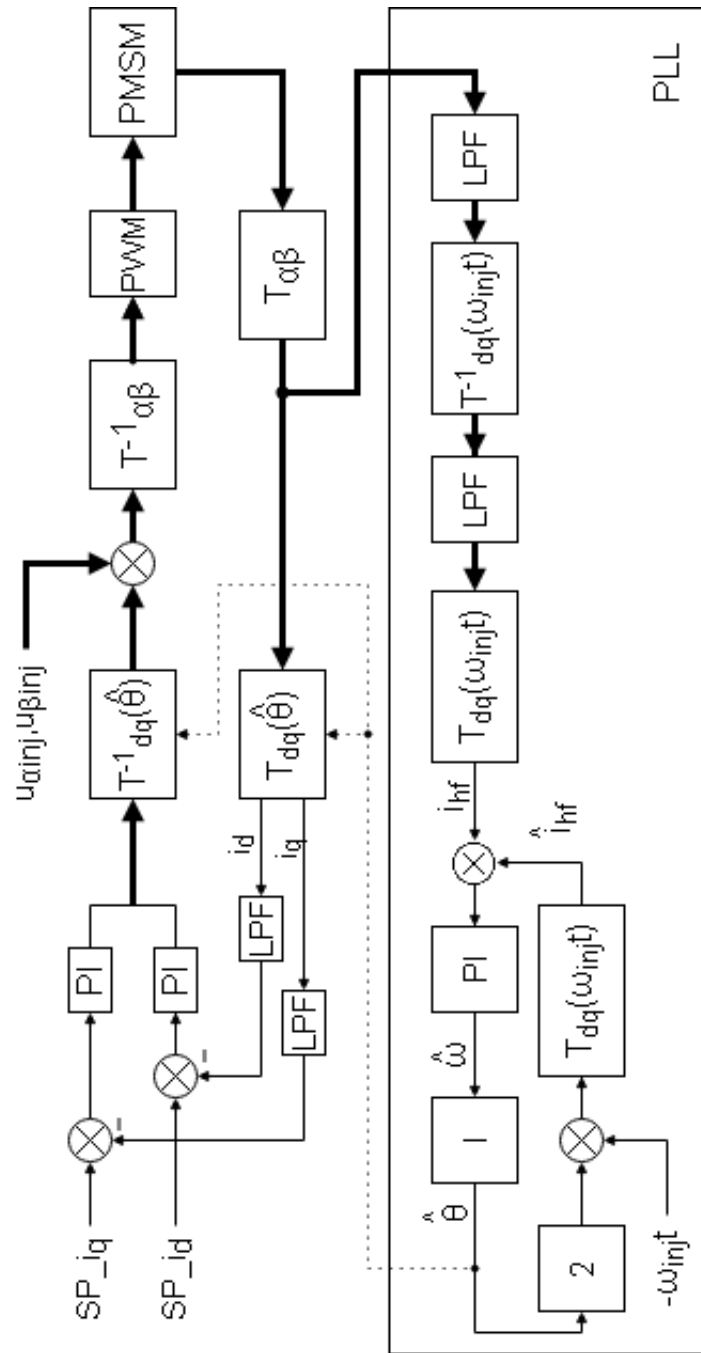 SP_iq
SP_id
-
-
PI
PI
T⁻¹dq(θ̂)
uαinj,uβinj
T⁻¹αβ
PWM
PMSM
Tαβ
Tdq(θ̂)
id
iq
LPF
LPF
PLL
LPF
T⁻¹dq(ωinjt)
LPF
Tdq(ωinjt)
ihf
îhf
PI
ω̂
I
θ̂
2
-ωinjt
Tdq(ωinjt)